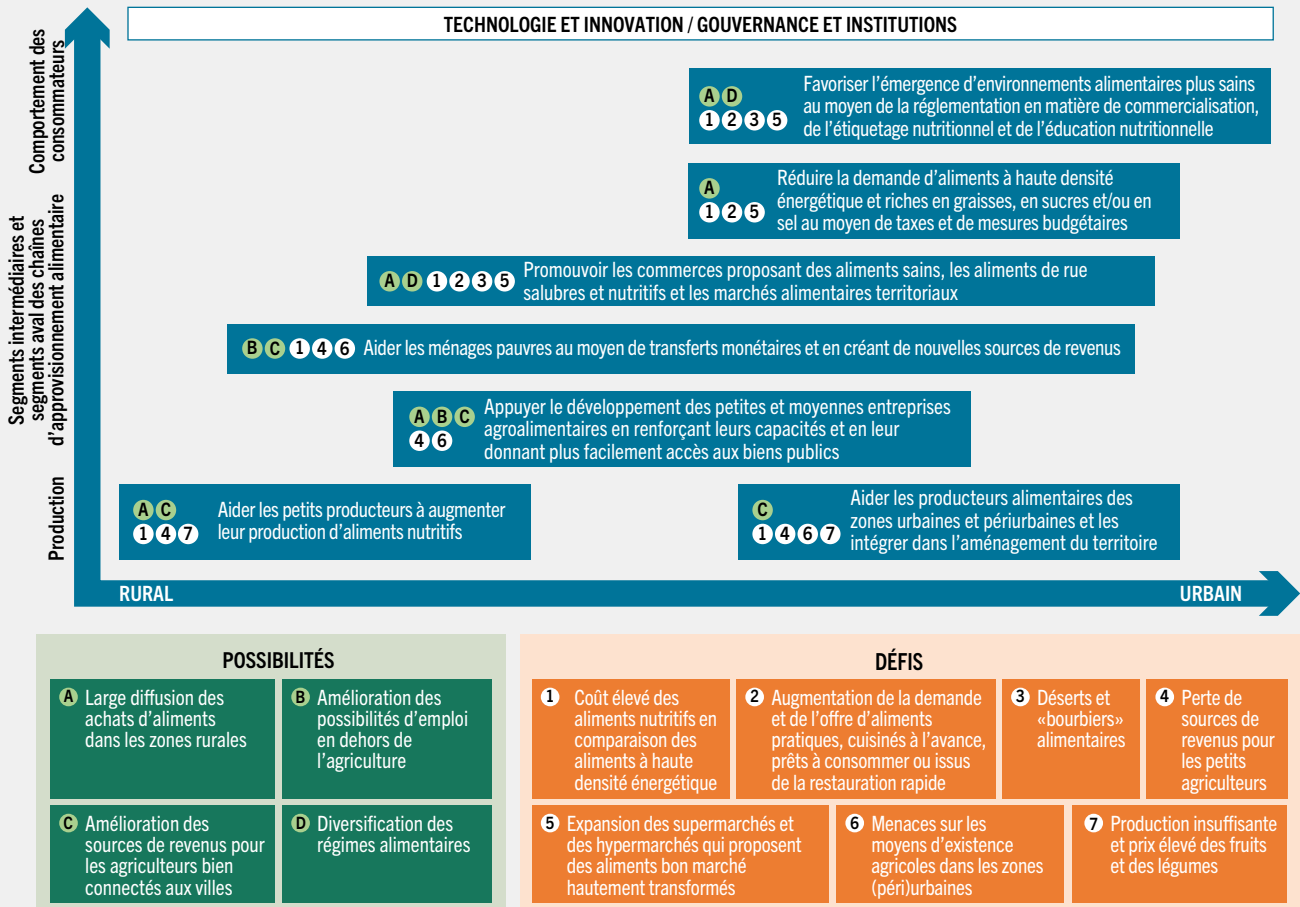 TECHNOLOGIE ET INNOVATION / GOUVERNANCE ET INSTITUTIONS
Comportement des
consommateurs
Segments intermédiaires et
segments aval des chaînes
d’approvisionnement alimentaire
Production
A D
1 2 3 5
Favoriser l’émergence d’environnements alimentaires plus sains
au moyen de la réglementation en matière de commercialisation,
de l’étiquetage nutritionnel et de l’éducation nutritionnelle
A
1 2 5
Réduire la demande d’aliments à haute densité
énergétique et riches en graisses, en sucres et/ou en
sel au moyen de taxes et de mesures budgétaires
A D 1 2 3 5
Promouvoir les commerces proposant des aliments sains, les aliments de rue
salubres et nutritifs et les marchés alimentaires territoriaux
B C 1 4 6 Aider les ménages pauvres au moyen de transferts monétaires et en créant de nouvelles sources de revenu
A B C
4 6
Appuyer le développement des petites et moyennes entreprises
agroalimentaires en renforçant leurs capacités et en leur
donnant plus facilement accès aux biens publics
A C
1 4 7
Aider les petits producteurs à augmenter
leur production d’aliments nutritifs
C
1 4 6 7
Aider les producteurs alimentaires des
zones urbaines et périurbaines et les
intégrer dans l’aménagement du territoire
RURAL
URBAIN
POSSIBILITÉS
A Large diffusion des
achats d’aliments
dans les zones rurales
B Amélioration des
possibilités d’emploi
en dehors de
l’agriculture
C Amélioration des
sources de revenus pour
les agriculteurs bien
connectés aux villes
D Diversification des
régimes alimentaires
DÉFIS
1 Coût élevé des
aliments nutritifs en
comparaison des
aliments à haute
densité énergétique
2 Augmentation de la demande
et de l’offre d’aliments
pratiques, cuisinés à l’avance,
prêts à consommer ou issus
de la restauration rapide
3 Déserts et
«bourbiers»
alimentaires
4 Perte de
sources de
revenus pour
les petits
agriculteurs
5 Expansion des supermarchés et
des hypermarchés qui proposent
des aliments bon marché
hautement transformés
6 Menaces sur les
moyens d’existence
agricoles dans les zones
(péri)urbaines
7 Production insuffisante
et prix élevé des fruits
et des légumes